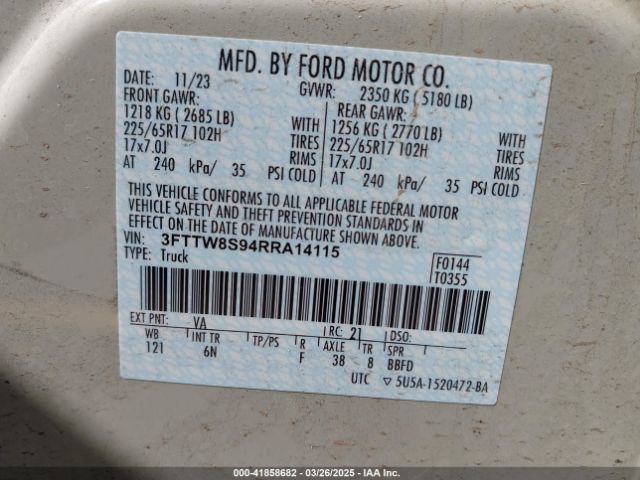 MFD. BY FORD MOTOR CO.
DATE: 11/23 GVWR: 2350 KG ( 5180 LB)
FRONT GAWR: REAR GAWR:
1218 KG ( 2685 LB) WITH 1256 KG ( 2770 LB) WITH
225/65R17 102H TIRES 225/65R17 102H TIRES
17x7.0J RIMS 17x7.0J RIMS
AT 240 kPa/ 35 PSI COLD AT 240 kPa/ 35 PSI COLD
THIS VEHICLE CONFORMS TO ALL APPLICABLE FEDERAL MOTOR
VEHICLE SAFETY AND THEFT PREVENTION STANDARDS IN
EFFECT ON THE DATE OF MANUFACTURE SHOWN ABOVE.
VIN: 3FTTW8S94RRA14115
TYPE: Truck F0144
T0355
EXT PNT: VA RC: 21 DSO:
WB INT TR TP/PS R AXLE TR SPR
121 6N F 38 8 BBFD
UTC ▽ 5U5A-1520472-BA
000-41858682 - 03/26/2025 - IAA Inc.